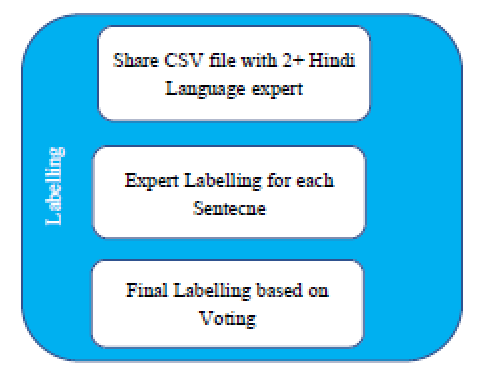 Labelling
Share CSV file with 2+ Hindi
Language expert
Expert Labelling for each
Sentecne
Final Labelling based on
Voting